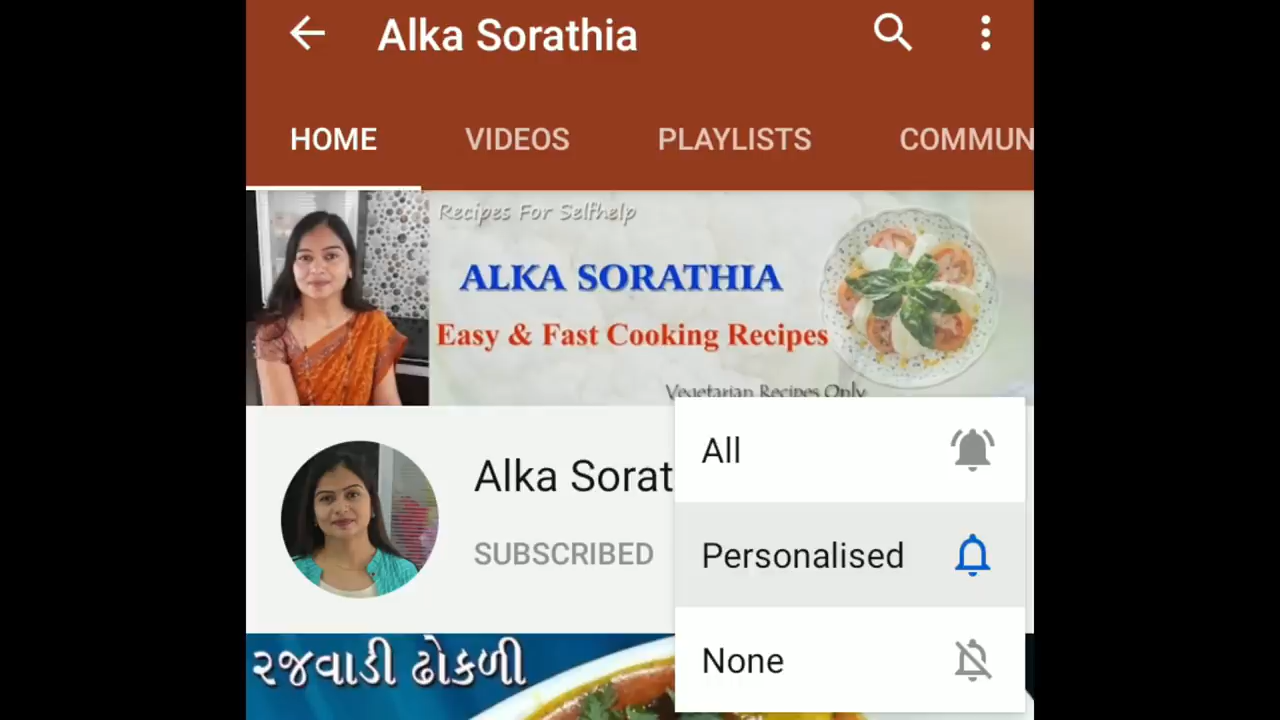 Alka Sorathia
HOME VIDEOS PLAYLISTS COMMUN
Recipes For Selfhelp
ALKA SORATHIA
Easy & Fast Cooking Recipes
Vegetarian Recipes Only
Alka Sorat
SUBSCRIBED
All
Personalised
None
રજવાડી ઢોકળી